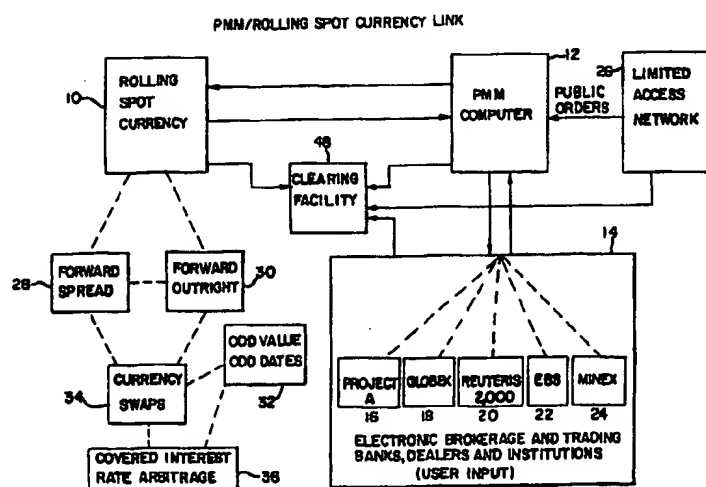 PMM/ROLLING SPOT CURRENCY LINK
10
ROLLING
SPOT
CURRENCY
12
PMM
COMPUTER
PUBLIC
ORDERS
26
LIMITED
ACCESS
NETWORK
48
CLEARING
FACILITY
14
28
FORWARD
SPREAD
FORWARD
OUTRIGHT
30
ODD VALUE
ODD DATES
32
34
CURRENCY
SWAPS
COVERED INTEREST
RATE ARBITRAGE
36
PROJECT
A
16
GLOBEX
18
REUTERIS
2,000
20
EBS
22
MINEX
24
ELECTRONIC BROKERAGE AND TRADING
BANKS, DEALERS AND INSTITUTIONS
(USER INPUT)